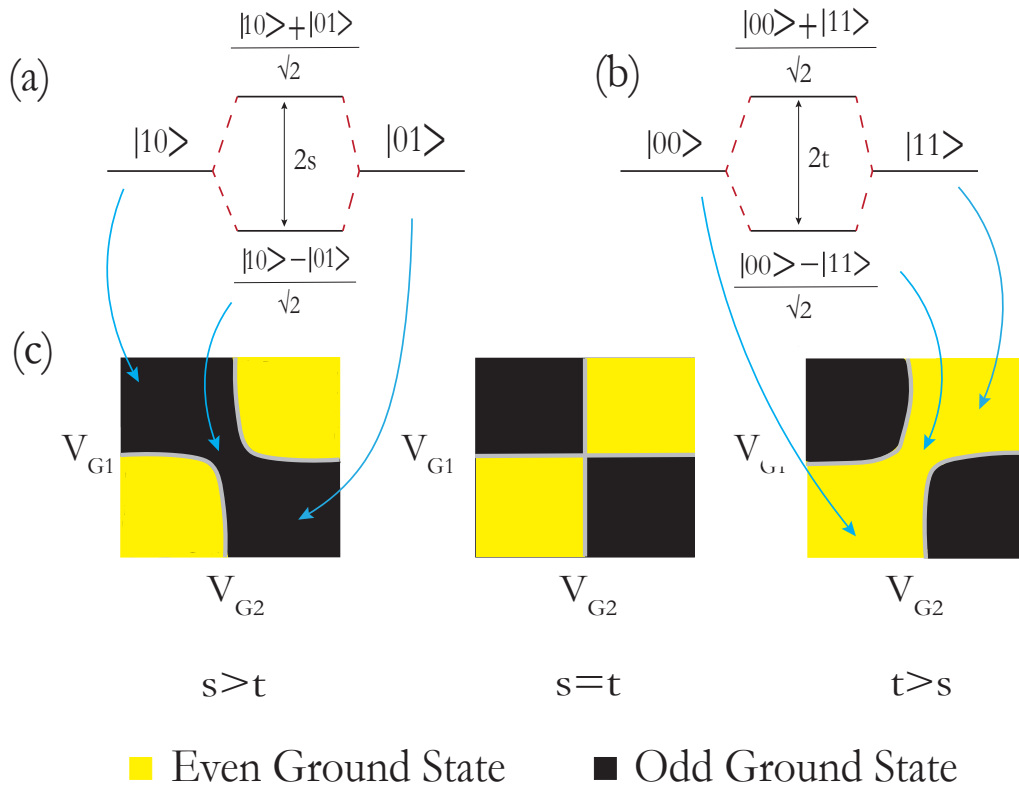 (a)
|10>+|01>
√2
|10>
2s
|01>
|10>−|01>
√2
(b)
|00>+|11>
√2
|00>
2t
|11>
|00>−|11>
√2
(c)
V_G1
V_G2
V_G1
V_G2
V_G1
V_G2
s>t
s=t
t>s
Even Ground State
Odd Ground State